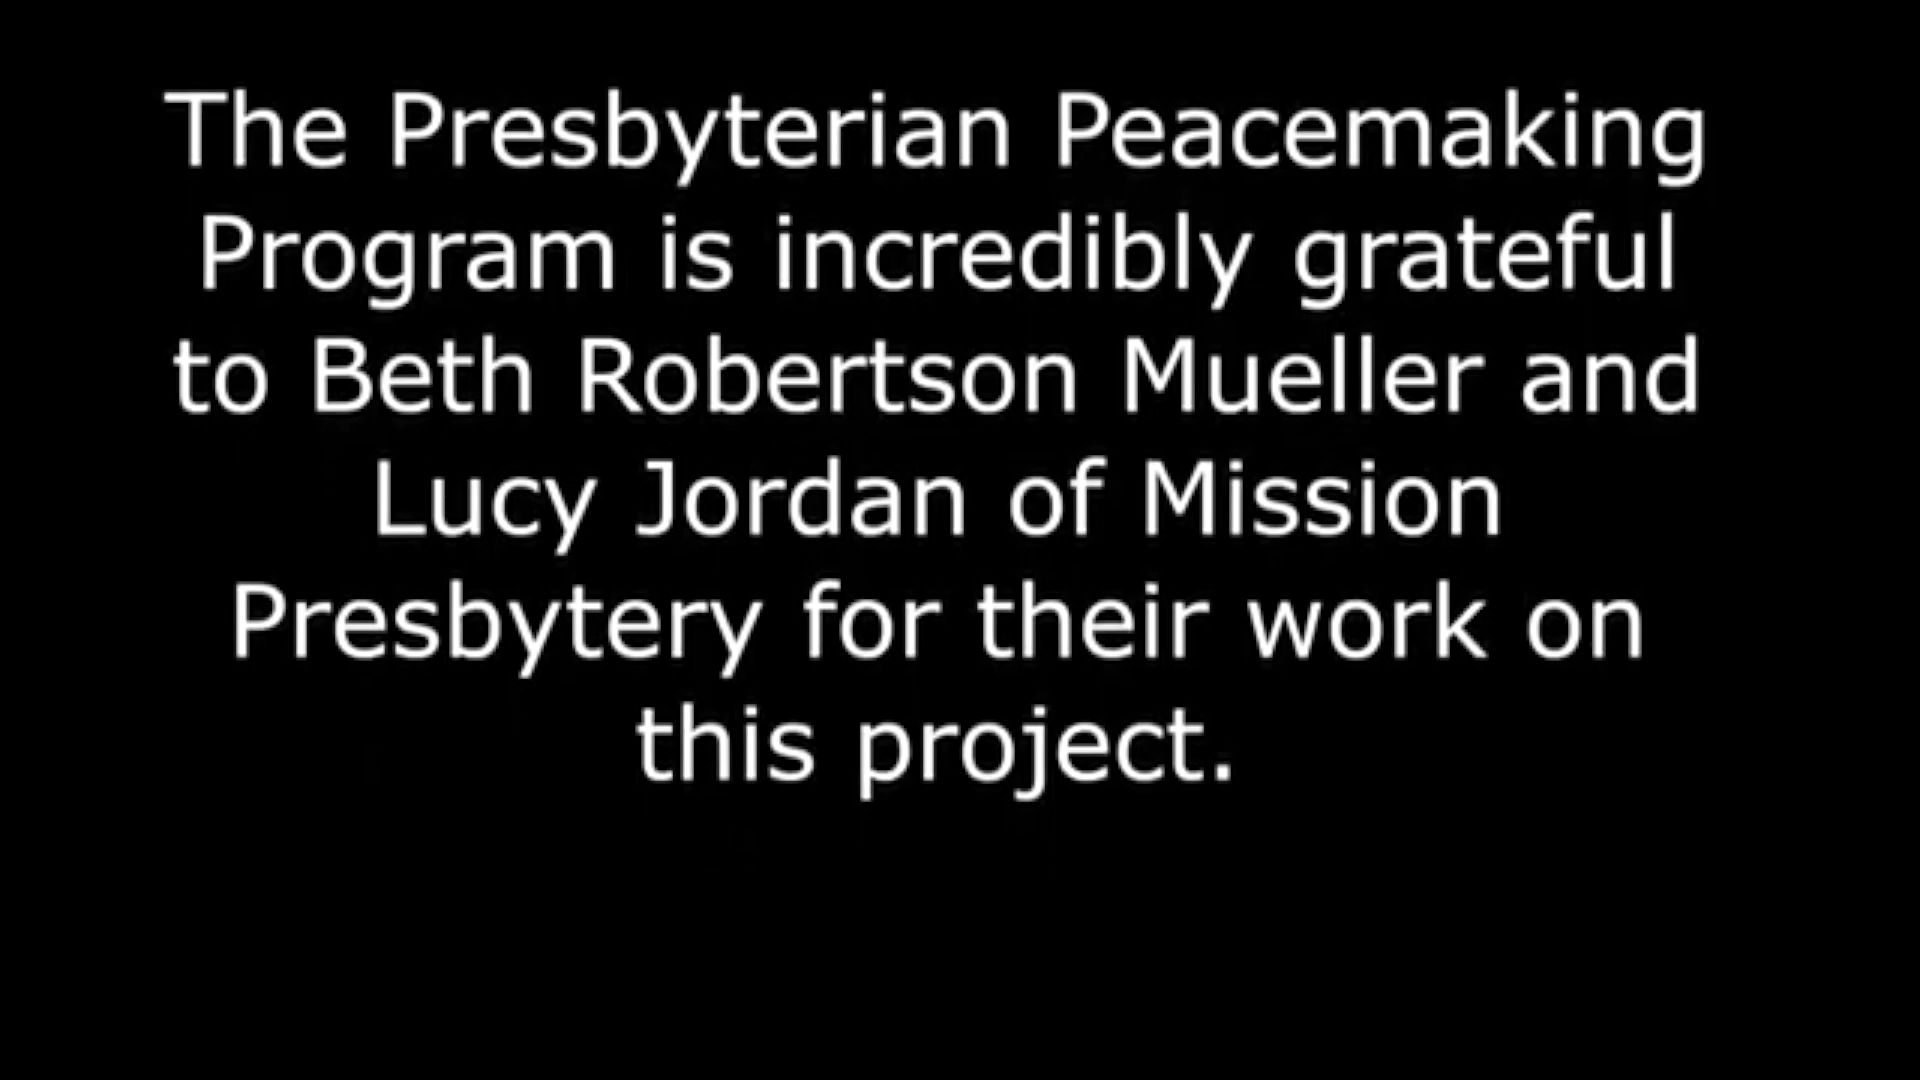 The Presbyterian Peacemaking
Program is incredibly grateful
to Beth Robertson Mueller and
Lucy Jordan of Mission
Presbytery for their work on
this project.